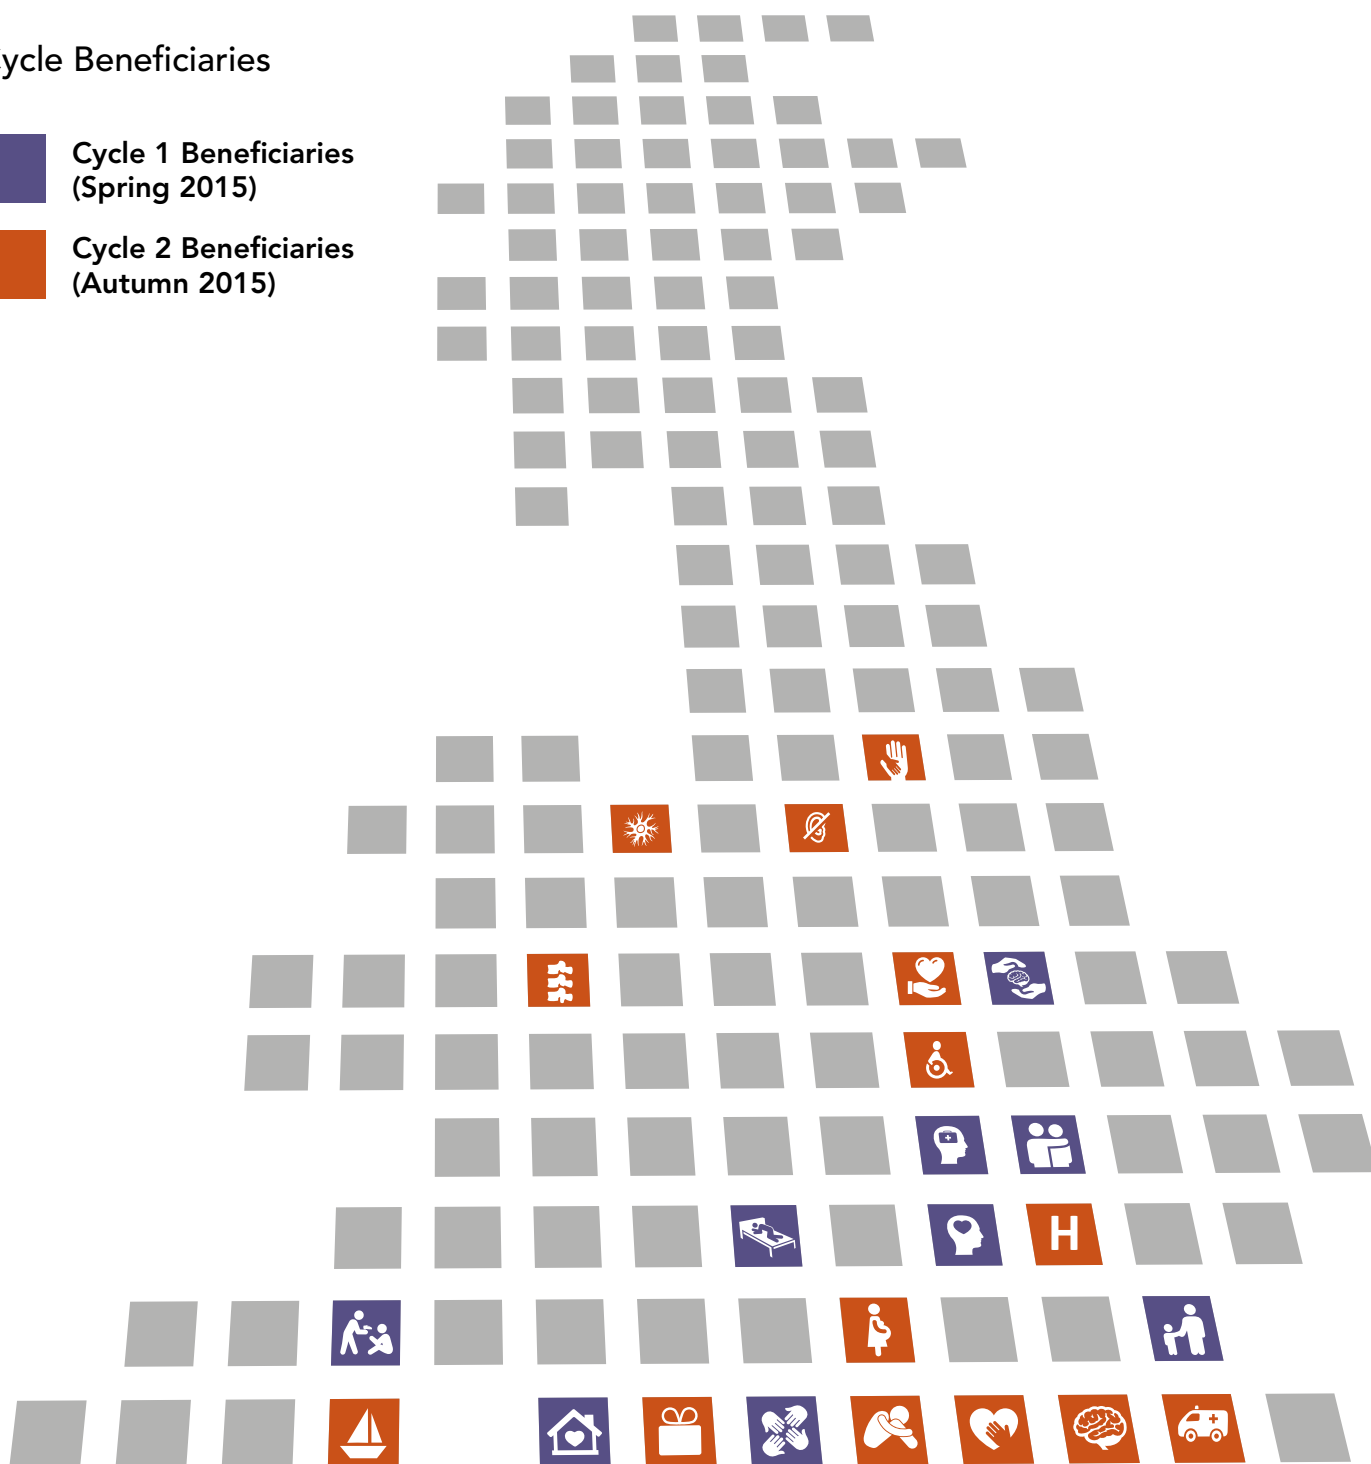 ycle Beneficiaries
Cycle 1 Beneficiaries
(Spring 2015)
Cycle 2 Beneficiaries
(Autumn 2015)
H